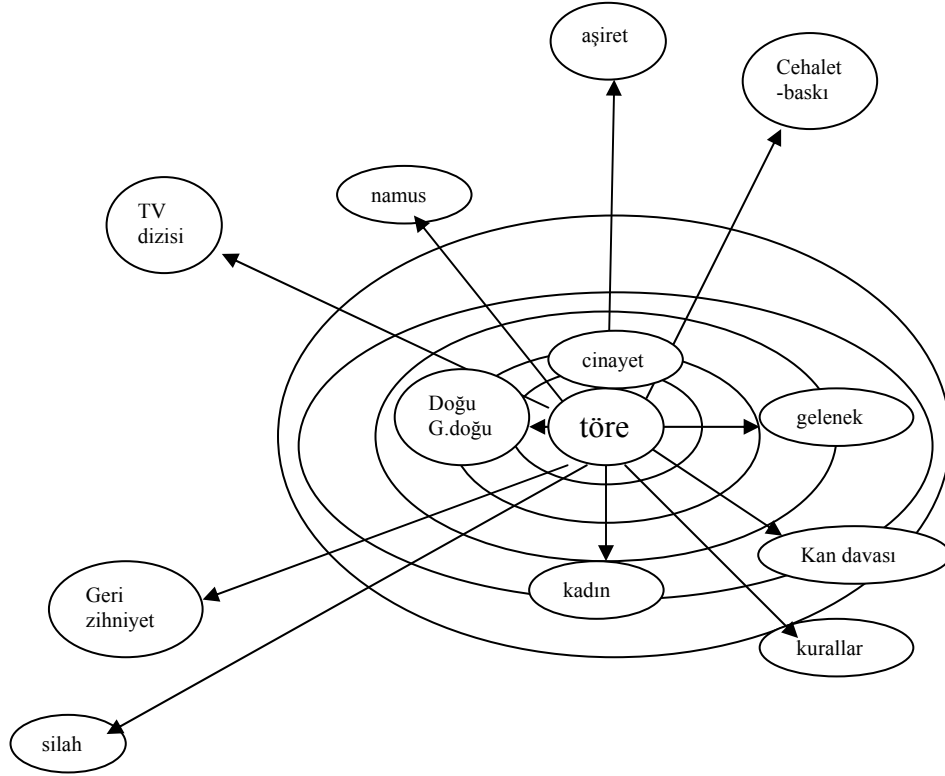 aşiret
Cehalet
-baskı
namus
TV
dizisi
cinayet
Doğu
G.doğu
töre
gelenek
Kan davası
kadın
Geri
zihniyet
kurallar
silah